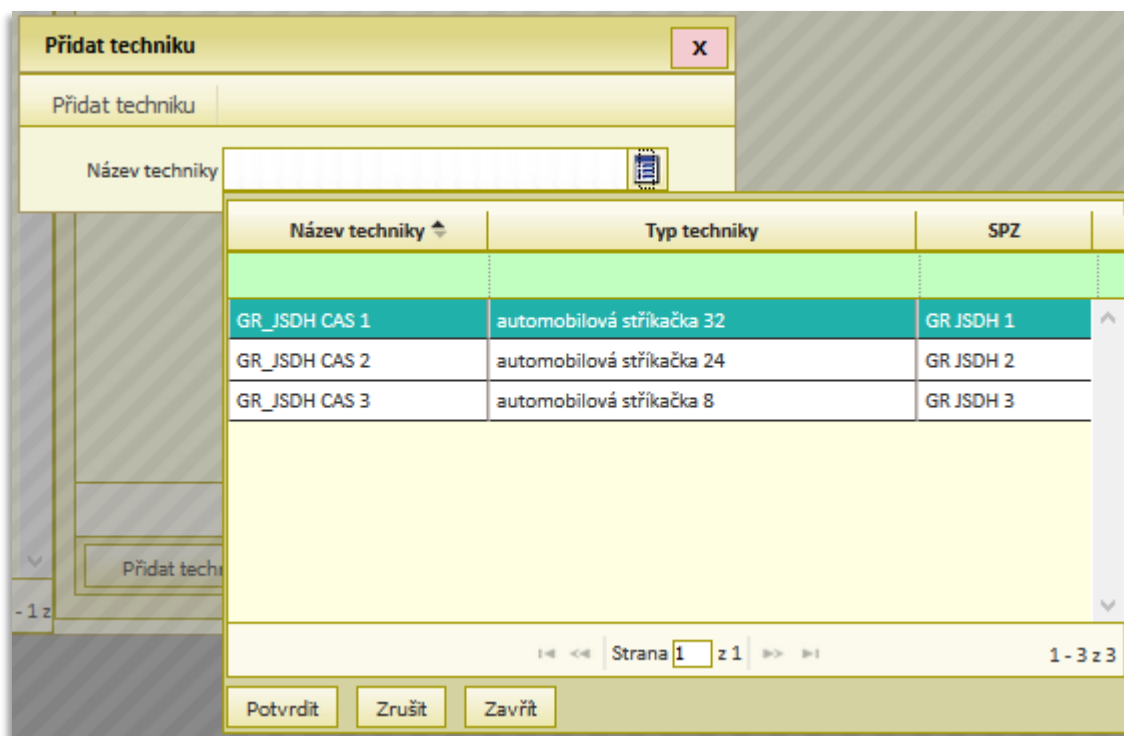 Přidat techniku X
Přidat techniku
Název techniky
Název techniky Typ techniky SPZ
GR_JSDH CAS 1 automobilová stříkačka 32 GR JSDH 1
GR_JSDH CAS 2 automobilová stříkačka 24 GR JSDH 2
GR_JSDH CAS 3 automobilová stříkačka 8 GR JSDH 3
Přidat techn
- 1 z
Strana 1 z 1 1 - 3 z 3
Potvrdit Zrušit Zavřít